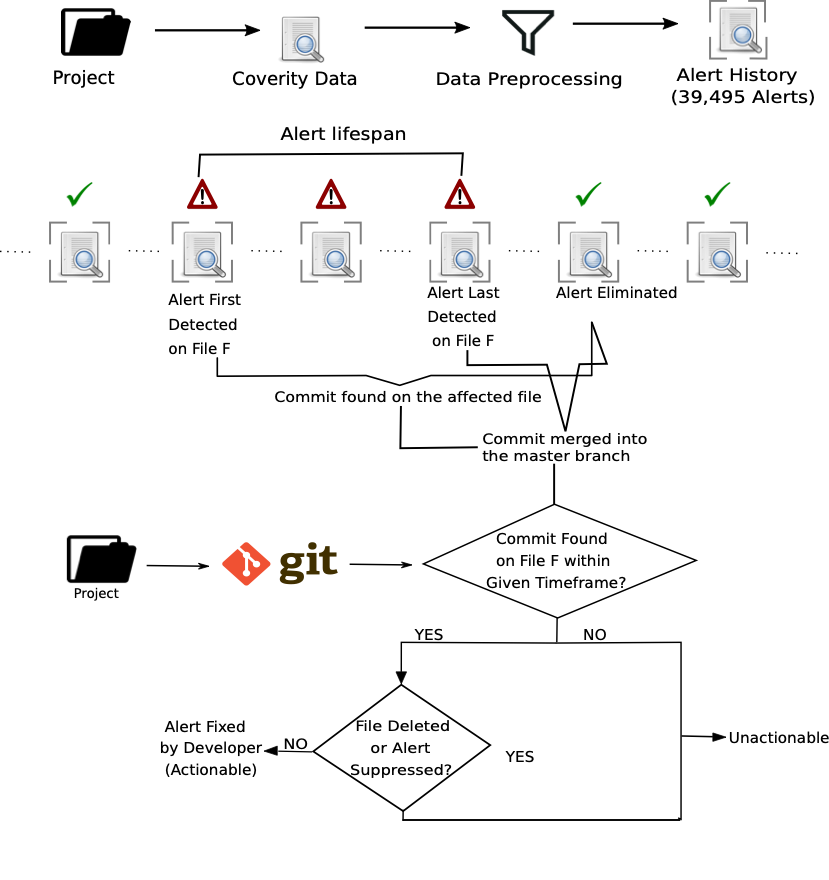 Project
Coverity Data
Data Preprocessing
Alert History
(39,495 Alerts)
Alert lifespan
Alert First
Detected
on File F
Alert Last
Detected
on File F
Alert Eliminated
Commit found on the affected file
Commit merged into
the master branch
Project
git
Commit Found
on File F within
Given Timeframe?
YES
NO
File Deleted
or Alert
Suppressed?
NO
YES
Alert Fixed
by Developer
(Actionable)
Unactionable